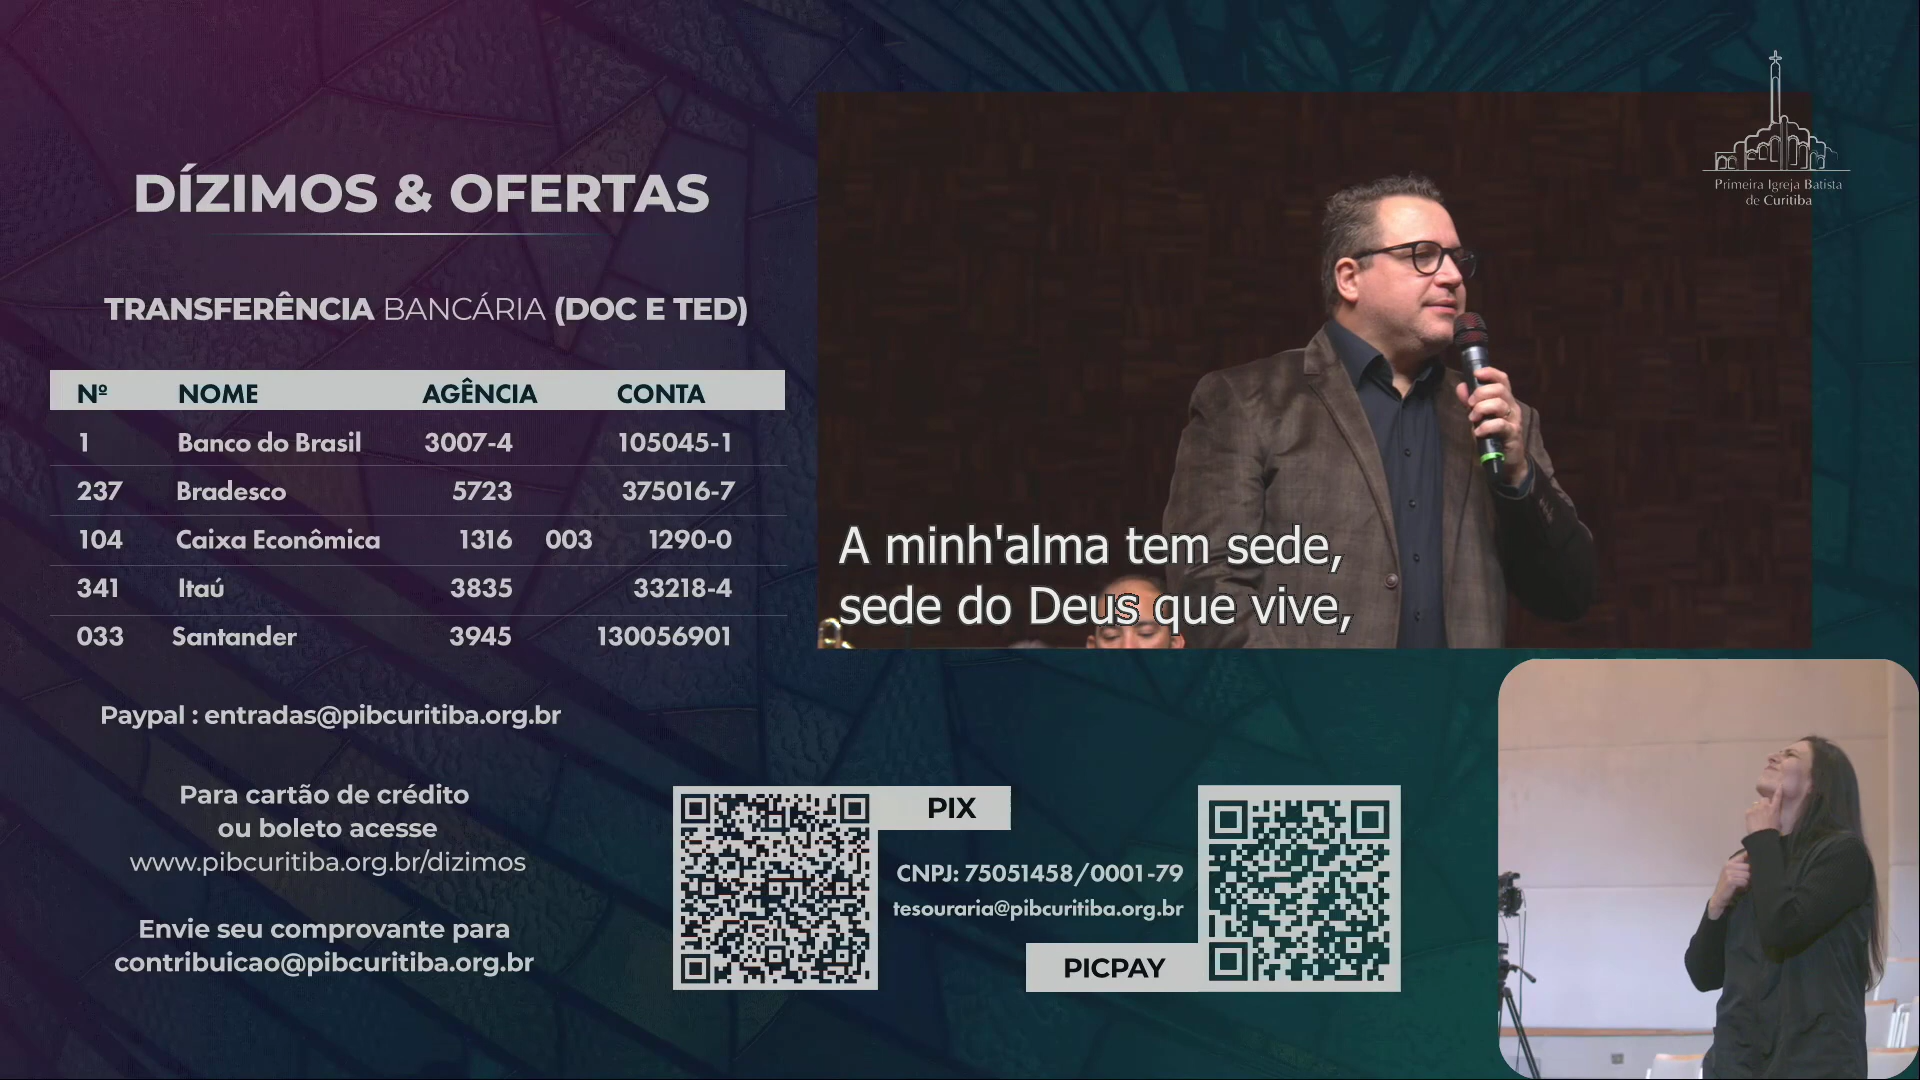 DÍZIMOS & OFERTAS
TRANSFERÊNCIA BANCÁRIA (DOC E TED)
Nº NOME AGÊNCIA CONTA
1 Banco do Brasil 3007-4 105045-1
237 Bradesco 5723 375016-7
104 Caixa Econômica 1316 003 1290-0
341 Itaú 3835 33218-4
033 Santander 3945 130056901
Paypal : entradas@pibcuritiba.org.br
Para cartão de crédito
ou boleto acesse
www.pibcuritiba.org.br/dizimos
Envie seu comprovante para
contribuicao@pibcuritiba.org.br
PIX
CNPJ: 75051458/0001-79
tesouraria@pibcuritiba.org.br
PICPAY
A minh'alma tem sede,
sede do Deus que vive,
Primeira Igreja Batista
de Curitiba